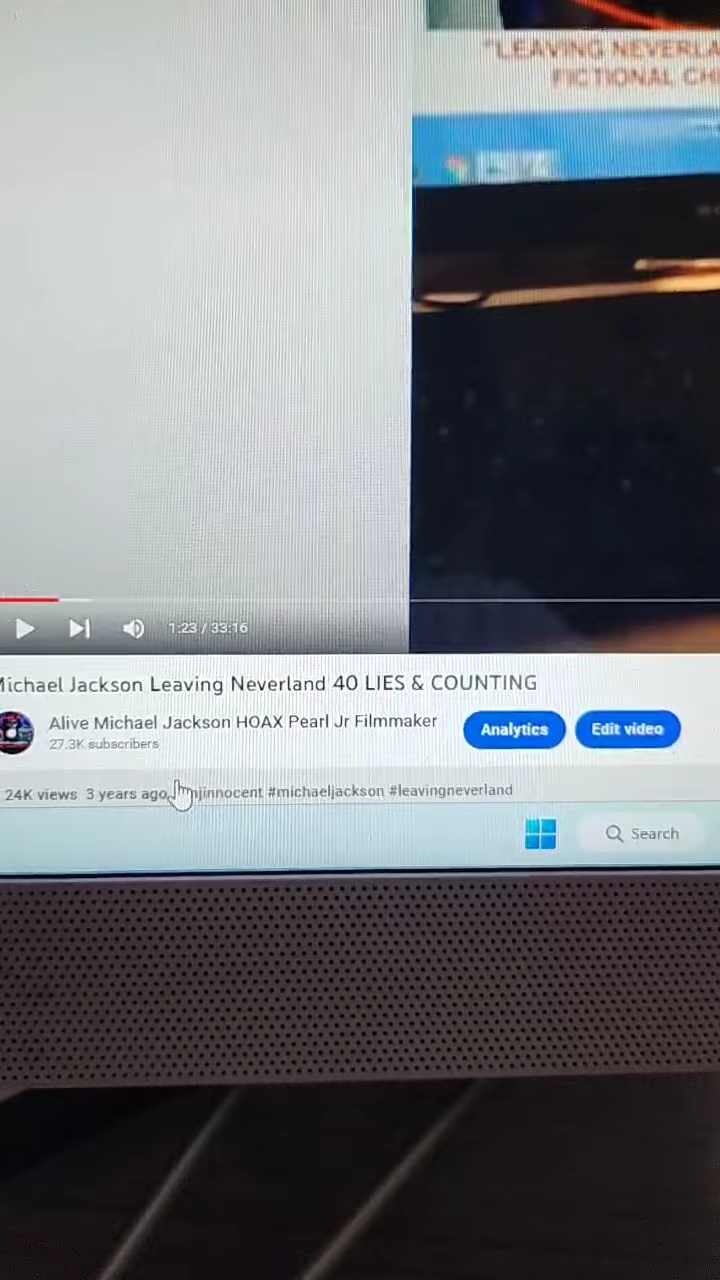 "LEAVING NEVERLA
FICTIONAL CH
1:23 / 33:16
Michael Jackson Leaving Neverland 40 LIES & COUNTING
Alive Michael Jackson HOAX Pearl Jr Filmmaker
27.3K subscribers
Analytics
Edit video
24K views 3 years ago mjinnocent #michaeljackson #leavingneverland
Search